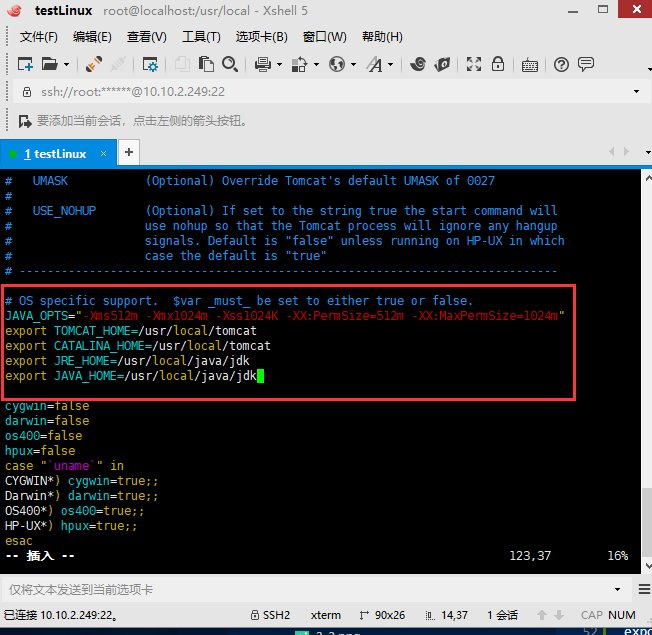 testLinux root@localhost:/usr/local - Xshell 5
文件(F) 编辑(E) 查看(V) 工具(T) 选项卡(B) 窗口(W) 帮助(H)
ssh://root:******@10.10.2.249:22
要添加当前会话，点击左侧的箭头按钮。
1 testLinux × +
#   UMASK           (Optional) Override Tomcat's default UMASK of 0027
#
#   USE_NOHUP       (Optional) If set to the string true the start command will
#                   use nohup so that the Tomcat process will ignore any hangup
#                   signals. Default is "false" unless running on HP-UX in which
#                   case the default is "true"
# -----------------------------------------------------------------------------
# OS specific support.  $var _must_ be set to either true or false.
JAVA_OPTS="-Xms512m -Xmx1024m -Xss1024K -XX:PermSize=512m -XX:MaxPermSize=1024m"
export TOMCAT_HOME=/usr/local/tomcat
export CATALINA_HOME=/usr/local/tomcat
export JRE_HOME=/usr/local/java/jdk
export JAVA_HOME=/usr/local/java/jdk
cygwin=false
darwin=false
os400=false
hpux=false
case "`uname`" in
CYGWIN*) cygwin=true;;
Darwin*) darwin=true;;
OS400*) os400=true;;
HP-UX*) hpux=true;;
esac
-- 插入 -- 123,37 16%
仅将文本发送到当前选项卡
已连接 10.10.2.249:22。 SSH2 xterm 90x26 14,37 1 会话 CAP NUM